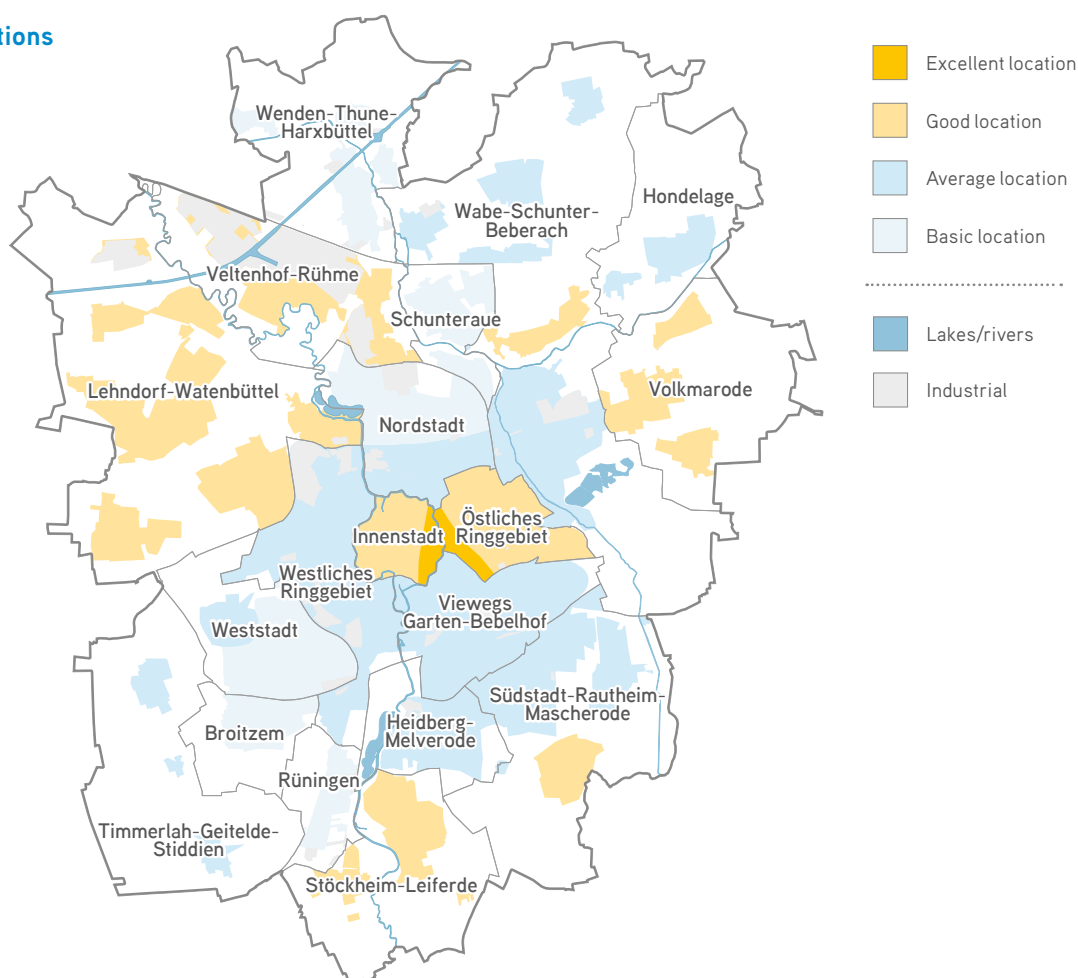 tions
Excellent location
Good location
Average location
Basic location
Lakes/rivers
Industrial
Wenden-Thune-
Harxbüttel
Wabe-Schunter-
Beberach
Hondelage
Veltenhof-Rühme
Schunteraue
Lehndorf-Watenbüttel
Volkmarode
Nordstadt
Innenstadt
Östliches
Ringgebiet
Westliches
Ringgebiet
Viewegs
Garten-Bebelhof
Weststadt
Südstadt-Rautheim-
Mascherode
Broitzem
Heidberg-
Melverode
Rüningen
Timmerlah-Geitelde-
Stiddien
Stöckheim-Leiferde